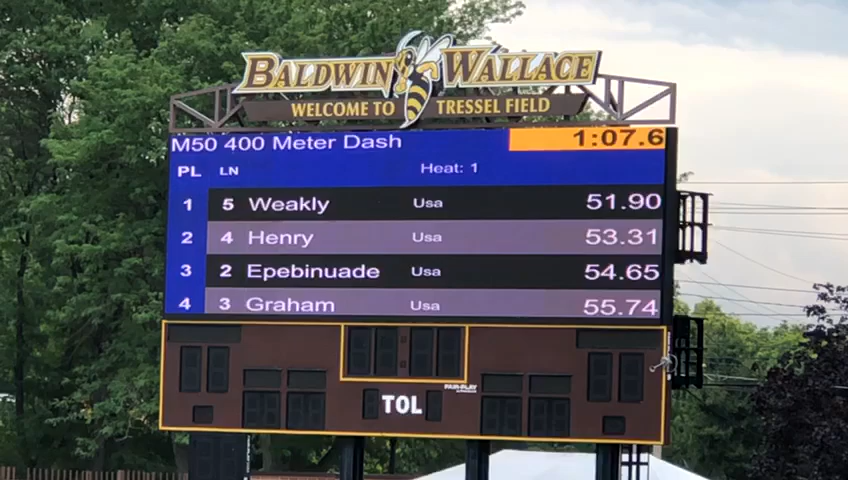 BALDWIN WALLACE
WELCOME TO TRESSEL FIELD
M50 400 Meter Dash 1:07.6
PL LN Heat: 1
1 5 Weakly Usa 51.90
2 4 Henry Usa 53.31
3 2 Epebinuade Usa 54.65
4 3 Graham Usa 55.74
FAIR-PLAY
TOL